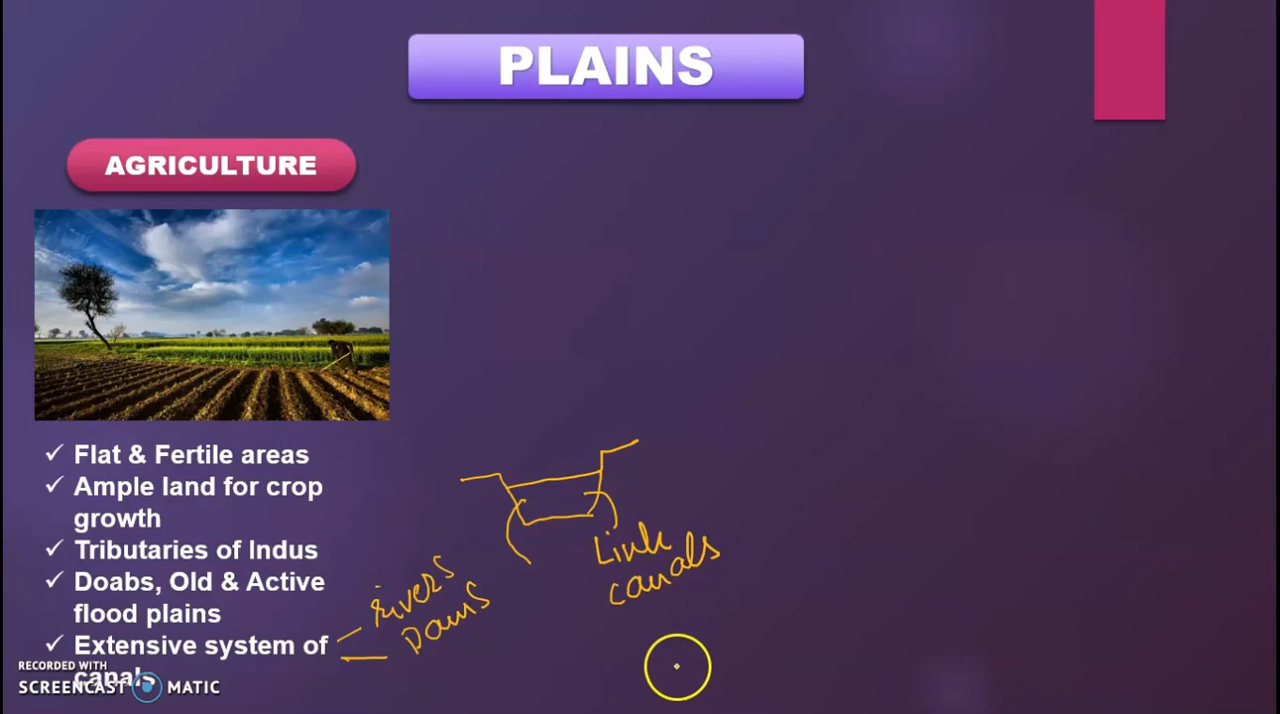 PLAINS
AGRICULTURE
✓ Flat & Fertile areas
✓ Ample land for crop
growth
✓ Tributaries of Indus
✓ Doabs, Old & Active
flood plains
✓ Extensive system of
canals
rivers
Dams
Link
canals
RECORDED WITH
SCREENCAST MATIC